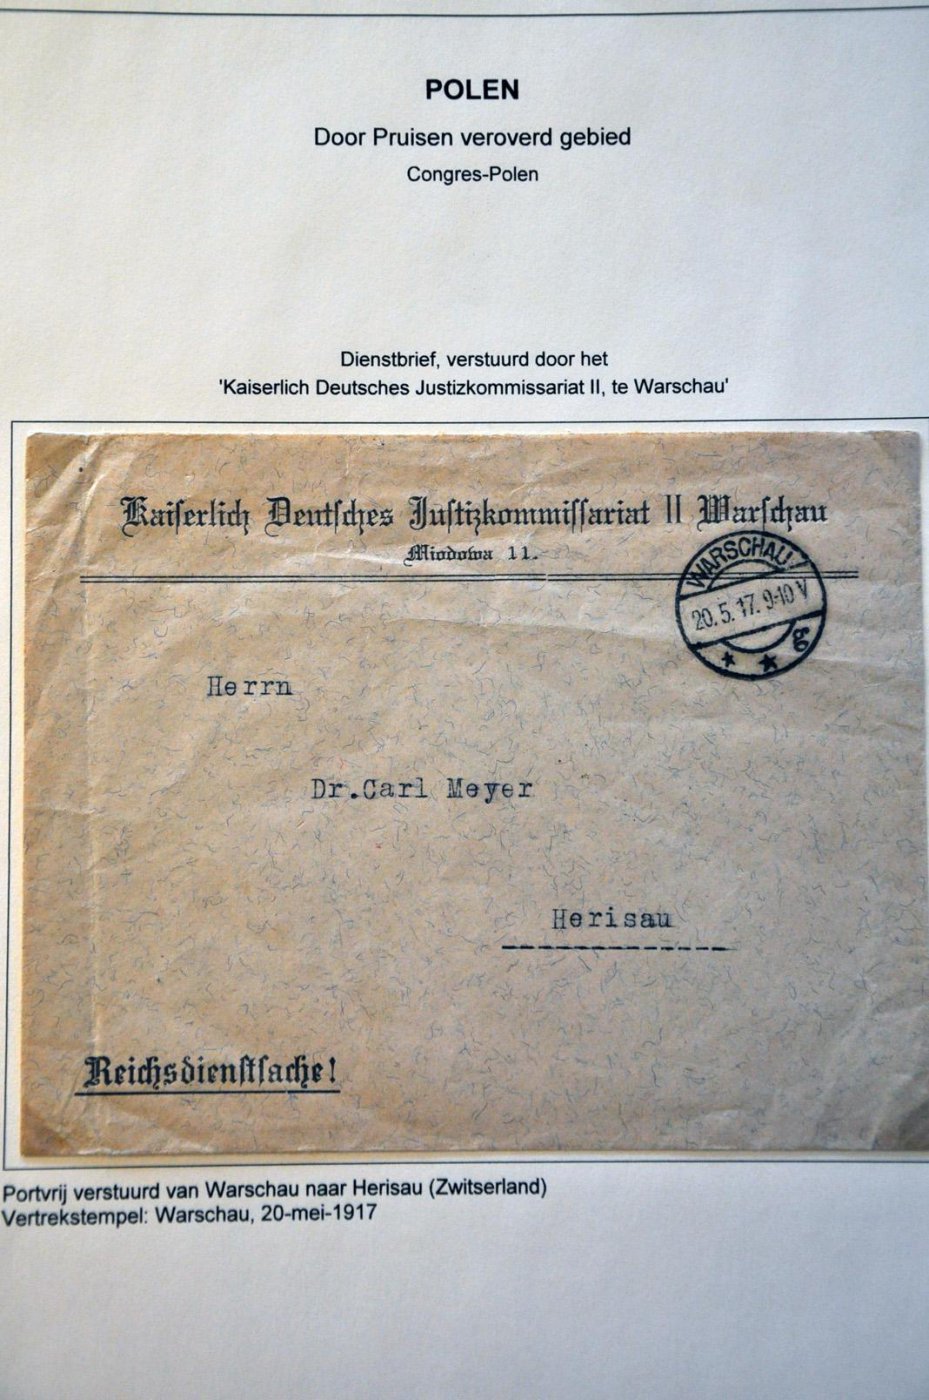 POLEN
Door Pruisen veroverd gebied
Congres-Polen
Dienstbrief, verstuurd door het
'Kaiserlich Deutsches Justizkommissariat II, te Warschau'
Kaiserlich Deutsches Justizkommissariat II Warschau
Miodowa 11.
WARSCHAU 1
20.5.17. 9-10 V
* * g
Herrn
Dr.Carl Meyer
Herisau
Reichsdienstsache!
Portvrij verstuurd van Warschau naar Herisau (Zwitserland)
Vertrekstempel: Warschau, 20-mei-1917